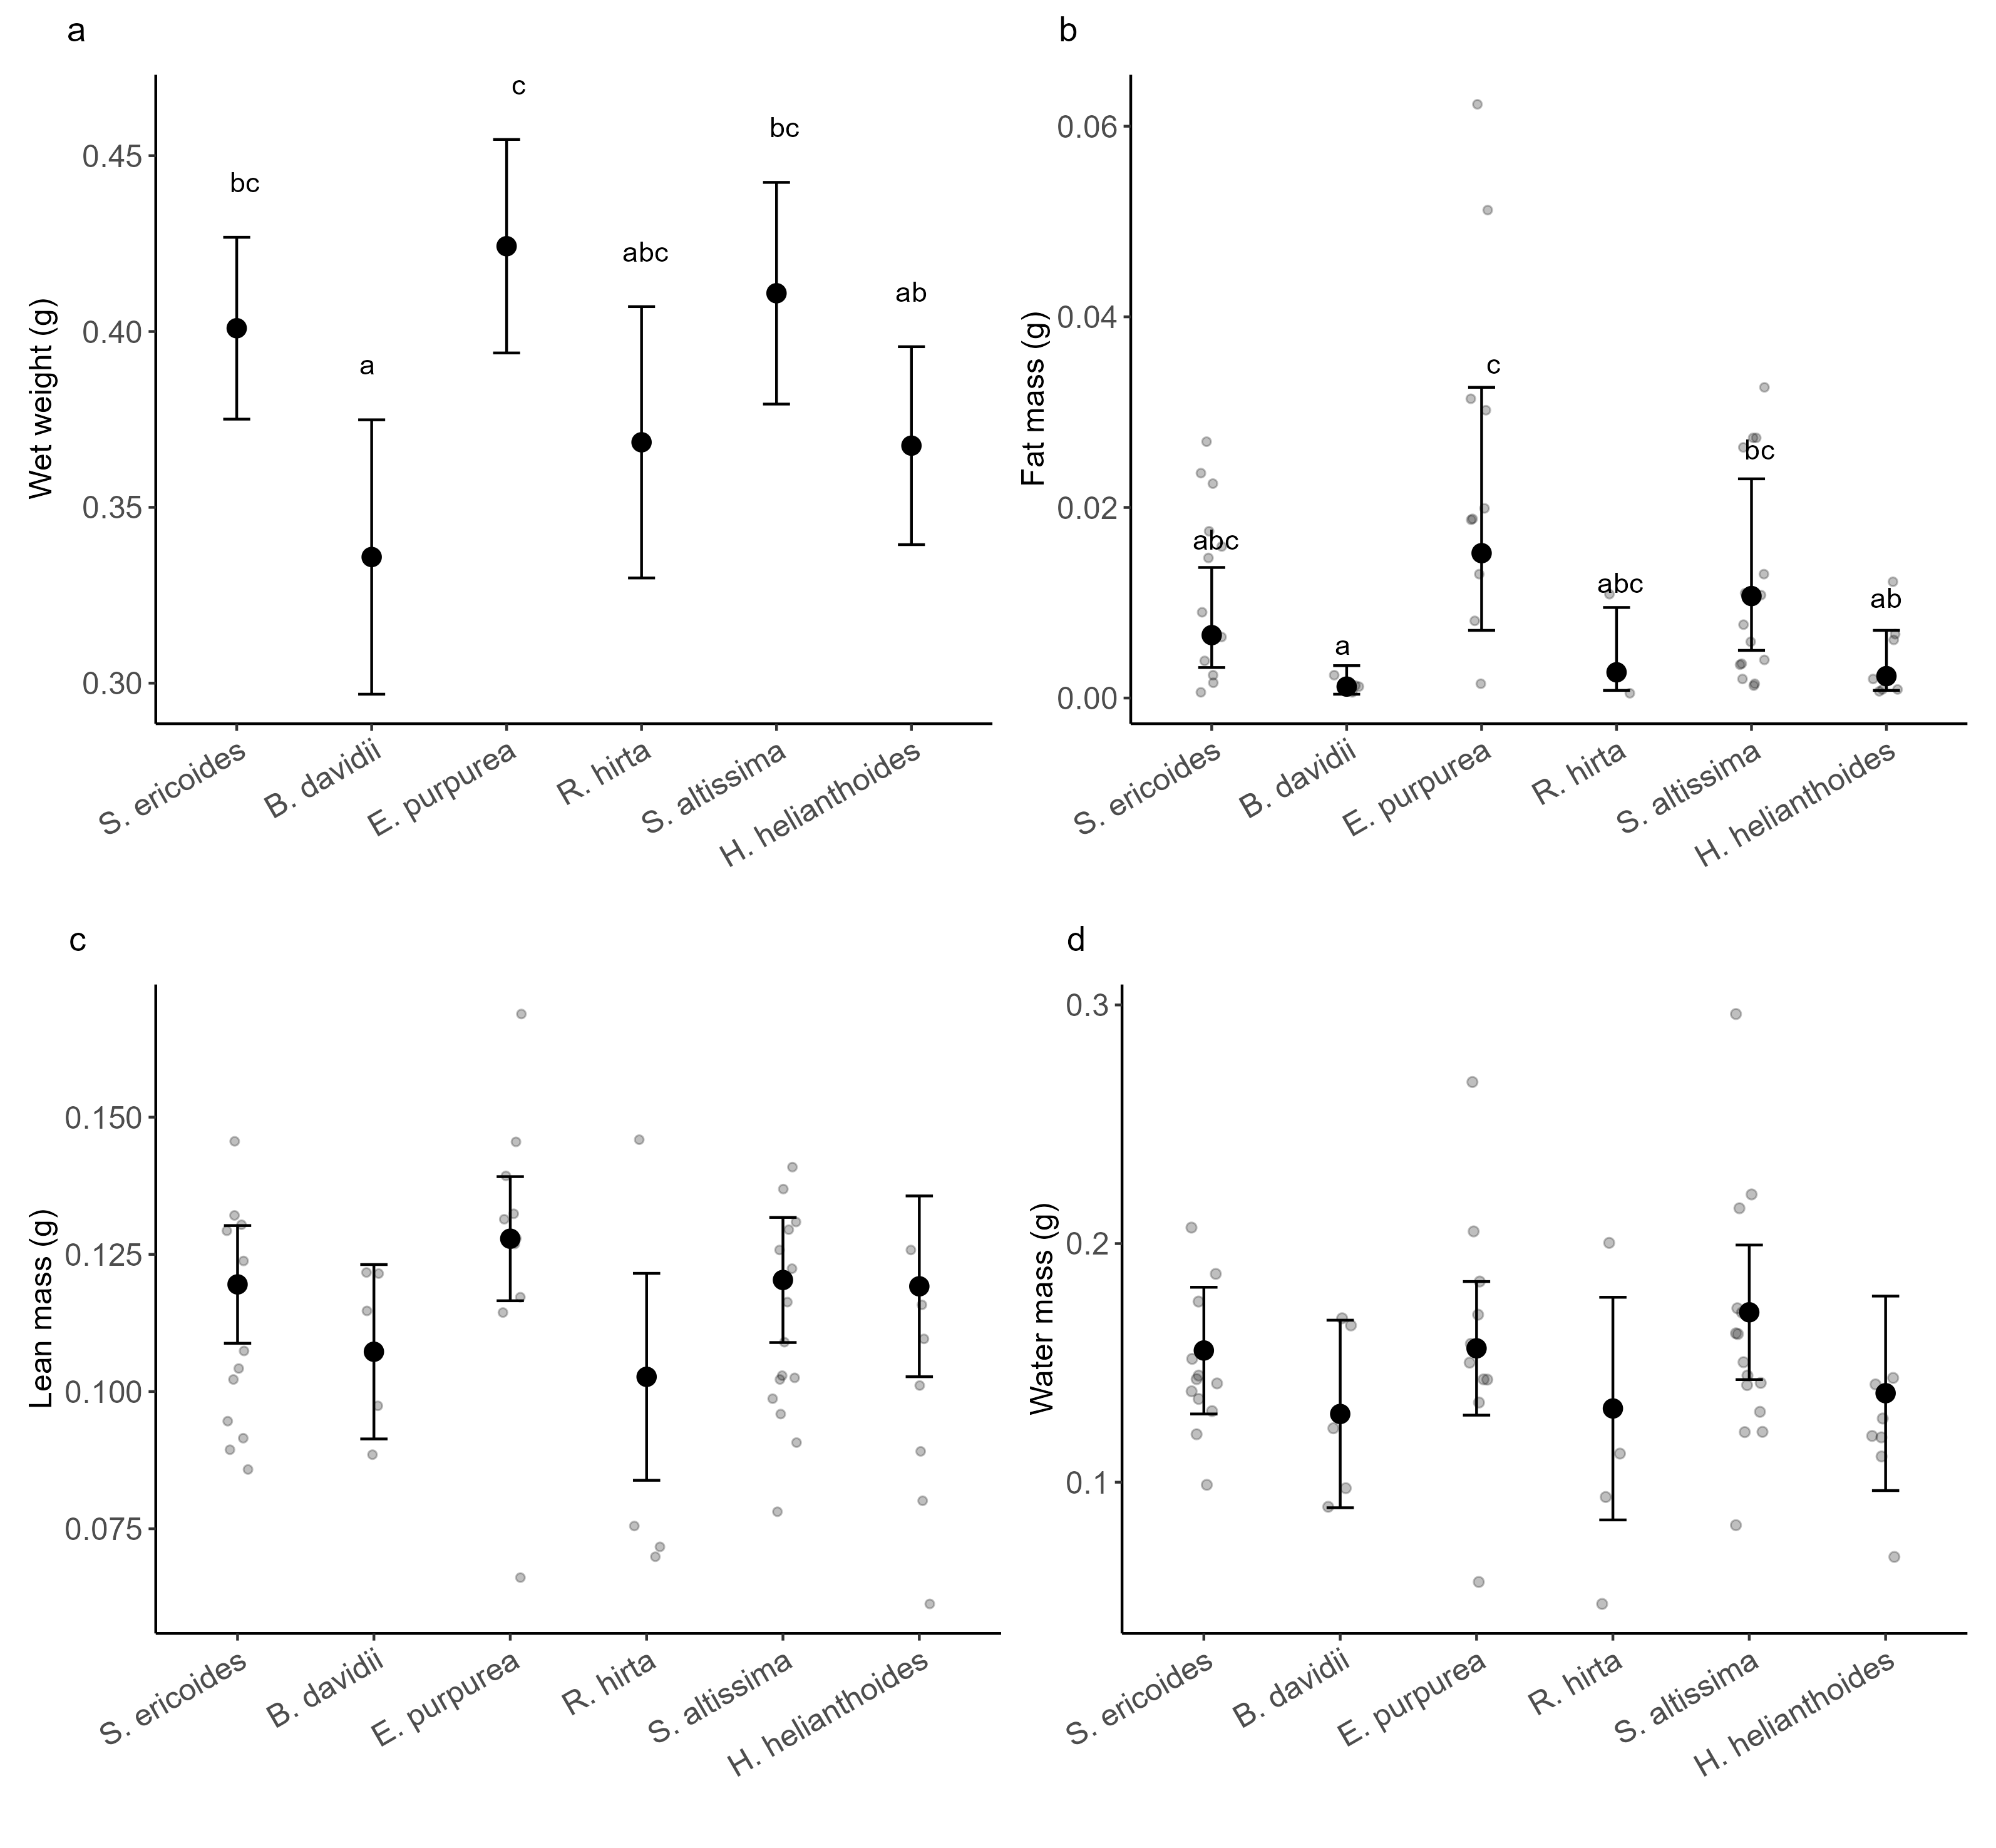 a
Wet weight (g)
0.45
0.40
0.35
0.30
bc
a
c
abc
bc
ab
S. ericoides
B. davidii
E. purpurea
R. hirta
S. altissima
H. helianthoides
b
Fat mass (g)
0.06
0.04
0.02
0.00
abc
a
c
abc
bc
ab
S. ericoides
B. davidii
E. purpurea
R. hirta
S. altissima
H. helianthoides
c
Lean mass (g)
0.150
0.125
0.100
0.075
S. ericoides
B. davidii
E. purpurea
R. hirta
S. altissima
H. helianthoides
d
Water mass (g)
0.3
0.2
0.1
S. ericoides
B. davidii
E. purpurea
R. hirta
S. altissima
H. helianthoides